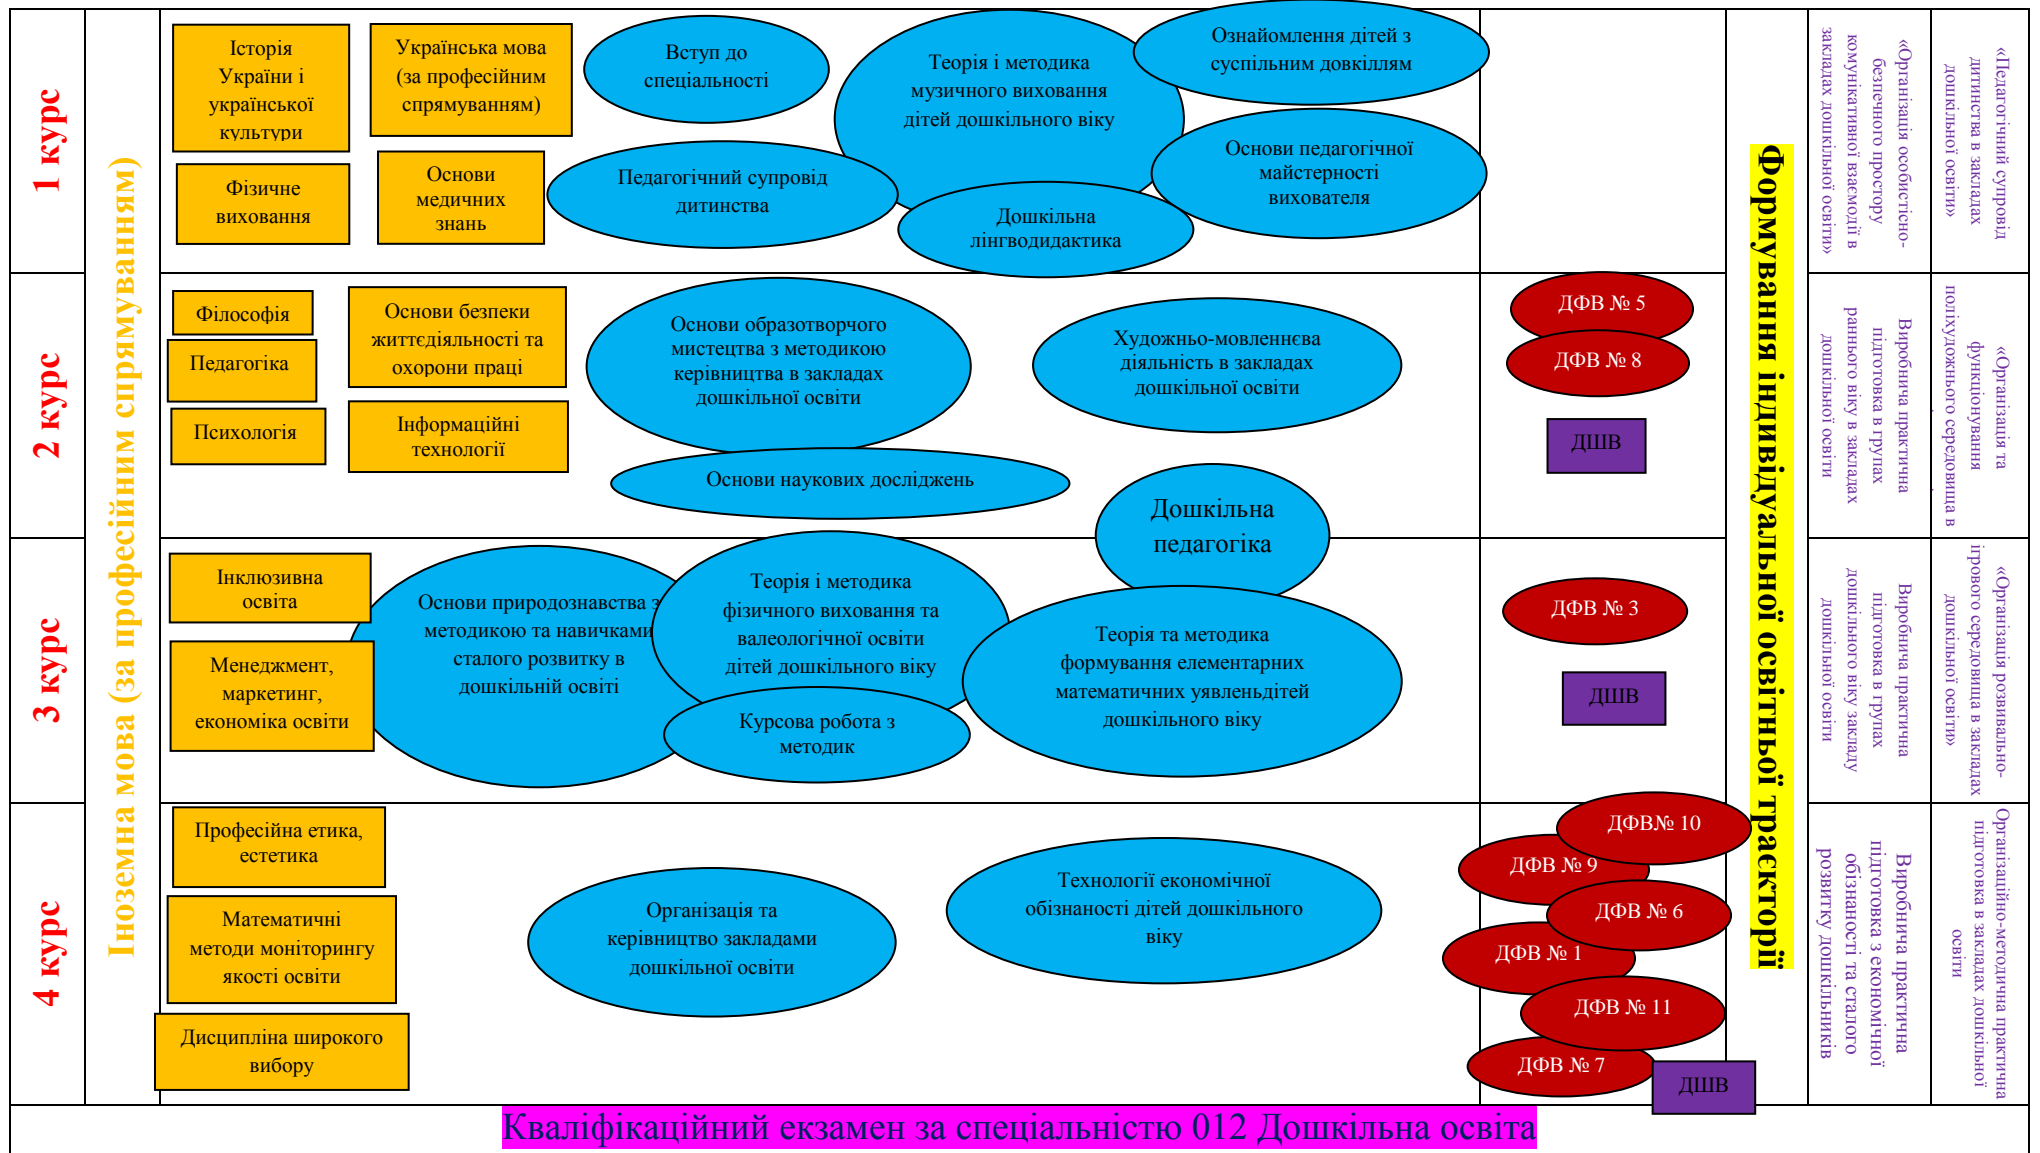 1 курс
Іноземна мова (за професійним спрямуванням)
Історія
України і
української
культури
Українська мова
(за професійним
спрямуванням)
Фізичне
виховання
Основи
медичних
знань
Вступ до
спеціальності
Педагогічний супровід
дитинства
Теорія і методика
музичного виховання
дітей дошкільного віку
Дошкільна
лінгводидактика
Ознайомлення дітей з
суспільним довкіллям
Основи педагогічної
майстерності
вихователя
Формування індивідуальної освітньої траєкторії
«Організація особистісно-
безпечного простору
комунікативної взаємодії в
закладах дошкільної освіти»
«Педагогічний супровід
дитинства в закладах
дошкільної освіти»
2 курс
Філософія
Педагогіка
Психологія
Основи безпеки
життєдіяльності та
охорони праці
Інформаційні
технології
Основи образотворчого
мистецтва з методикою
керівництва в закладах
дошкільної освіти
Основи наукових досліджень
Художньо-мовленнєва
діяльність в закладах
дошкільної освіти
Дошкільна
педагогіка
ДФВ № 5
ДФВ № 8
ДШВ
Виробнича практична
підготовка в групах
раннього віку в закладах
дошкільної освіти
«Організація та
функціонування
поліхудожнього середовища в
3 курс
Інклюзивна
освіта
Менеджмент,
маркетинг,
економіка освіти
Основи природознавства з
методикою та навичками
сталого розвитку в
дошкільній освіті
Теорія і методика
фізичного виховання та
валеологічної освіти
дітей дошкільного віку
Курсова робота з
методик
Теорія та методика
формування елементарних
математичних уявленьдітей
дошкільного віку
ДФВ № 3
ДШВ
Виробнича практична
підготовка в групах
дошкільного віку закладу
дошкільної освіти
«Організація розвивально-
ігрового середовища в закладах
дошкільної освіти»
4 курс
Професійна етика,
естетика
Математичні
методи моніторингу
якості освіти
Дисципліна широкого
вибору
Організація та
керівництво закладами
дошкільної освіти
Технології економічної
обізнаності дітей дошкільного
віку
ДФВ№ 10
ДФВ № 9
ДФВ № 6
ДФВ № 1
ДФВ № 11
ДФВ № 7
ДШВ
Виробнича практична
підготовка з економічної
обізнаності та сталого
розвитку дошкільників
Організаційно-методична практична
підготовка в закладах дошкільної
освіти
Кваліфікаційний екзамен за спеціальністю 012 Дошкільна освіта